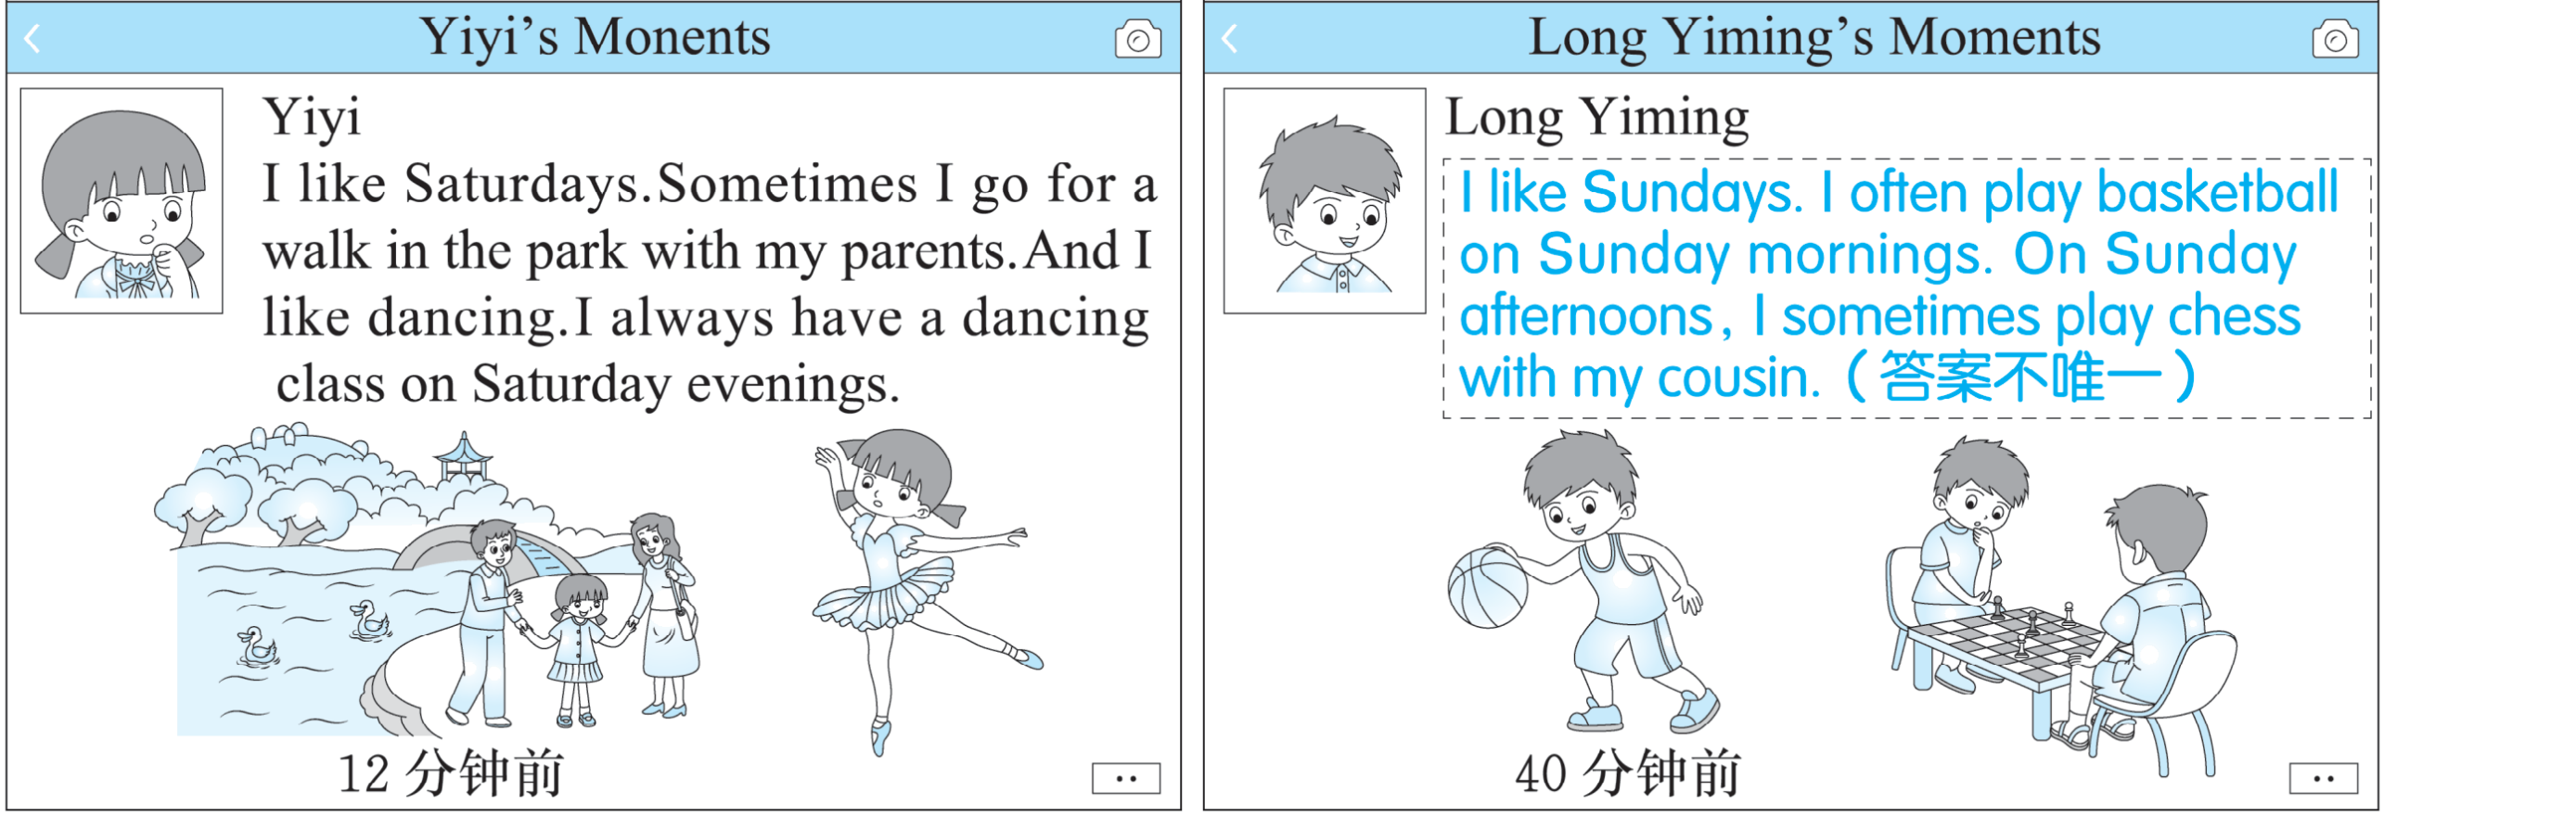 Yiyi’s Monents
Yiyi
I like Saturdays.Sometimes I go for a
walk in the park with my parents.And I
like dancing.I always have a dancing
class on Saturday evenings.
12 分钟前
Long Yiming’s Moments
Long Yiming
I like Sundays. I often play basketball
on Sunday mornings. On Sunday
afternoons, I sometimes play chess
with my cousin.（答案不唯一）
40 分钟前